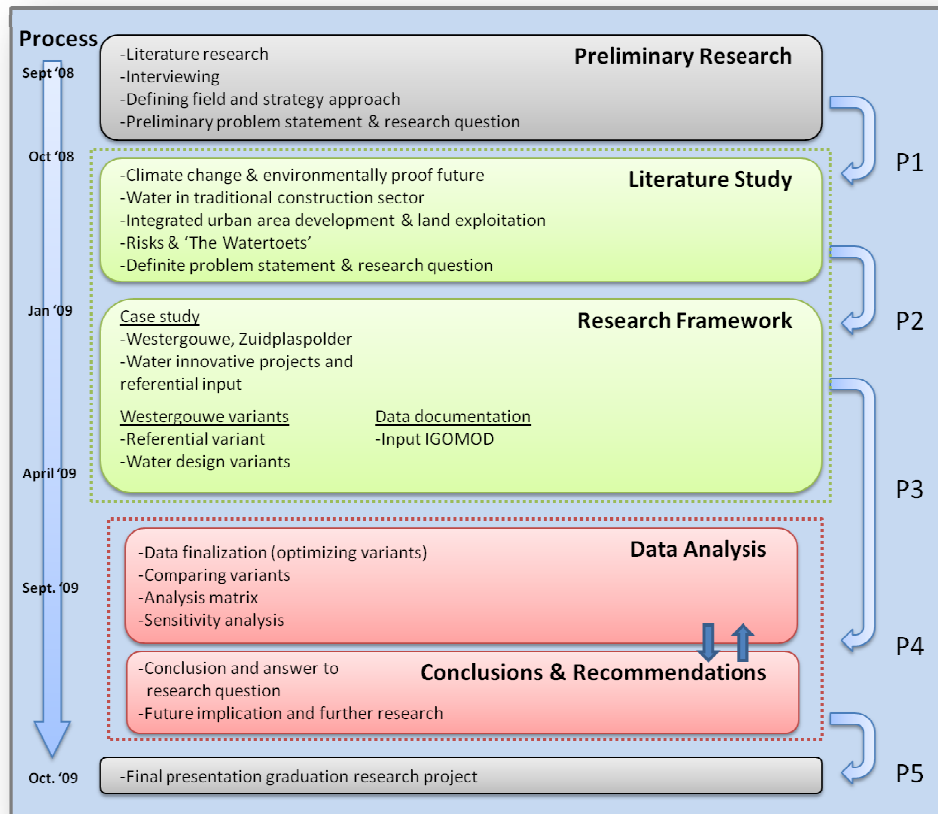 Process
Sept '08
Preliminary Research
-Literature research
-Interviewing
-Defining field and strategy approach
-Preliminary problem statement & research question
P1
Oct '08
Literature Study
-Climate change & environmentally proof future
-Water in traditional construction sector
-Integrated urban area development & land exploitation
-Risks & 'The Watertoets'
-Definite problem statement & research question
P2
Jan '09
Research Framework
Case study
-Westergouwe, Zuidplaspolder
-Water innovative projects and
referential input
Westergouwe variants
-Referential variant
-Water design variants
Data documentation
-Input IGOMOD
April '09
P3
Data Analysis
-Data finalization (optimizing variants)
-Comparing variants
-Analysis matrix
-Sensitivity analysis
Sept. '09
P4
Conclusions & Recommendations
-Conclusion and answer to
research question
-Future implication and further research
P5
Oct. '09
-Final presentation graduation research project